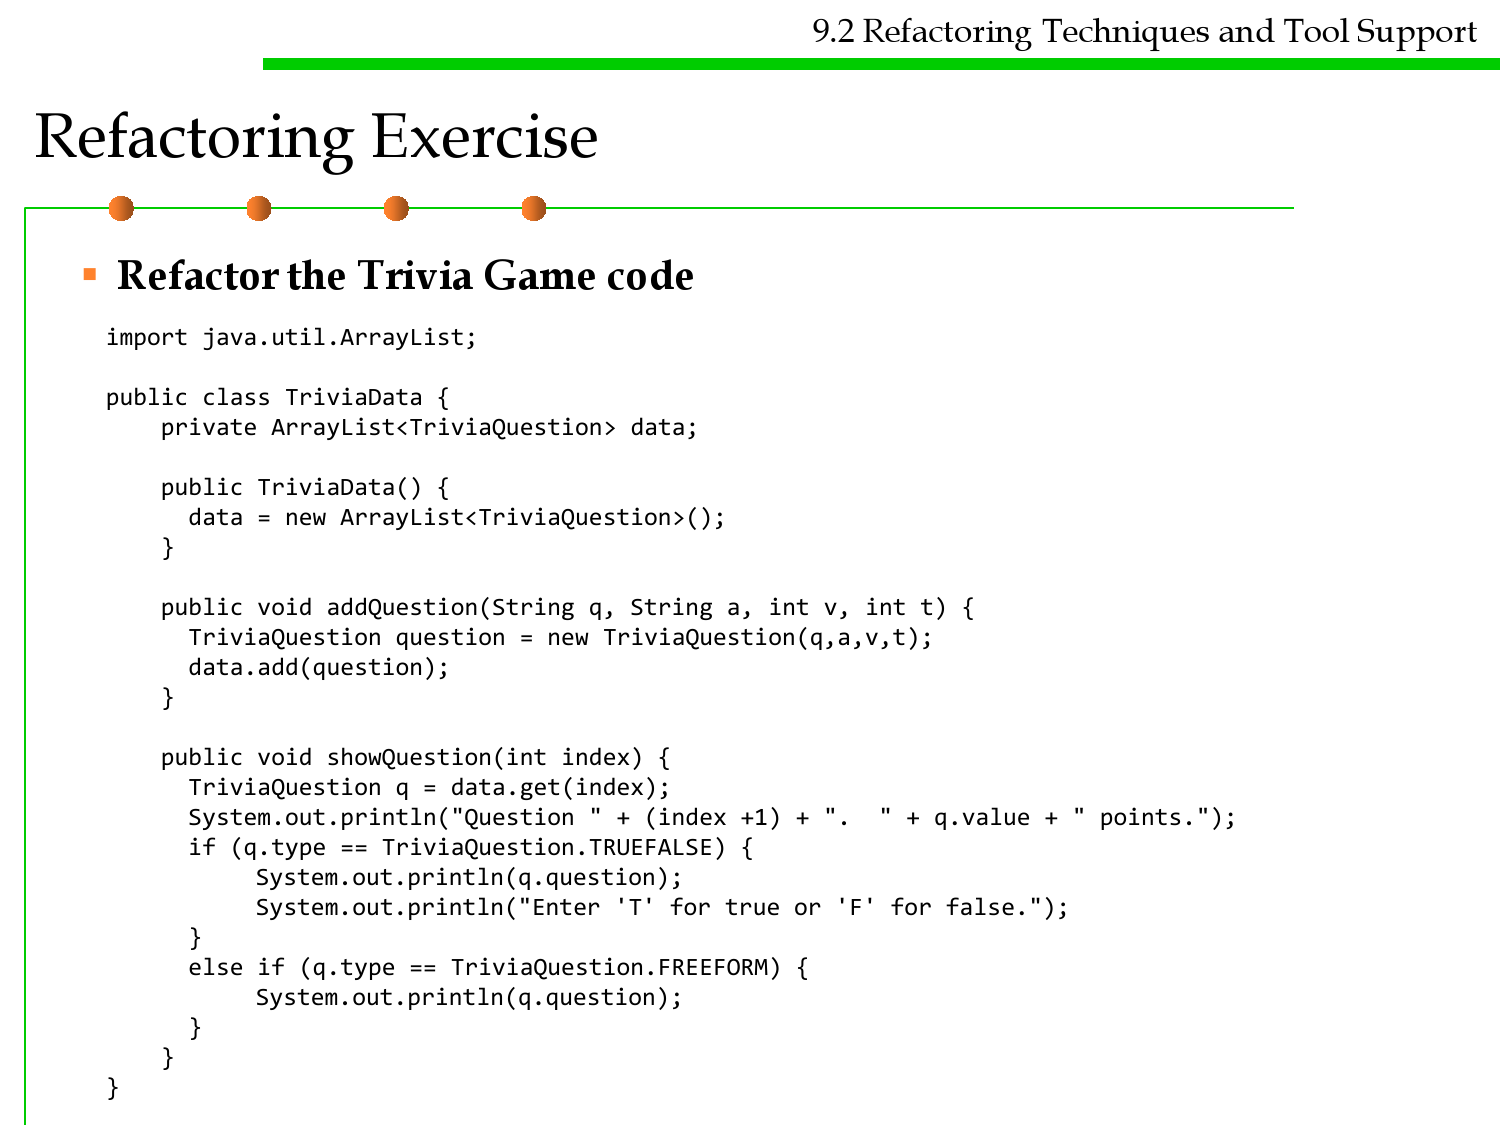 9.2 Refactoring Techniques and Tool Support
Refactoring Exercise
▪ Refactor the Trivia Game code
import java.util.ArrayList;

public class TriviaData {
    private ArrayList<TriviaQuestion> data;

    public TriviaData() {
      data = new ArrayList<TriviaQuestion>();
    }

    public void addQuestion(String q, String a, int v, int t) {
      TriviaQuestion question = new TriviaQuestion(q,a,v,t);
      data.add(question);
    }

    public void showQuestion(int index) {
      TriviaQuestion q = data.get(index);
      System.out.println("Question " + (index +1) + ".  " + q.value + " points.");
      if (q.type == TriviaQuestion.TRUEFALSE) {
           System.out.println(q.question);
           System.out.println("Enter 'T' for true or 'F' for false.");
      }
      else if (q.type == TriviaQuestion.FREEFORM) {
           System.out.println(q.question);
      }
    }
}